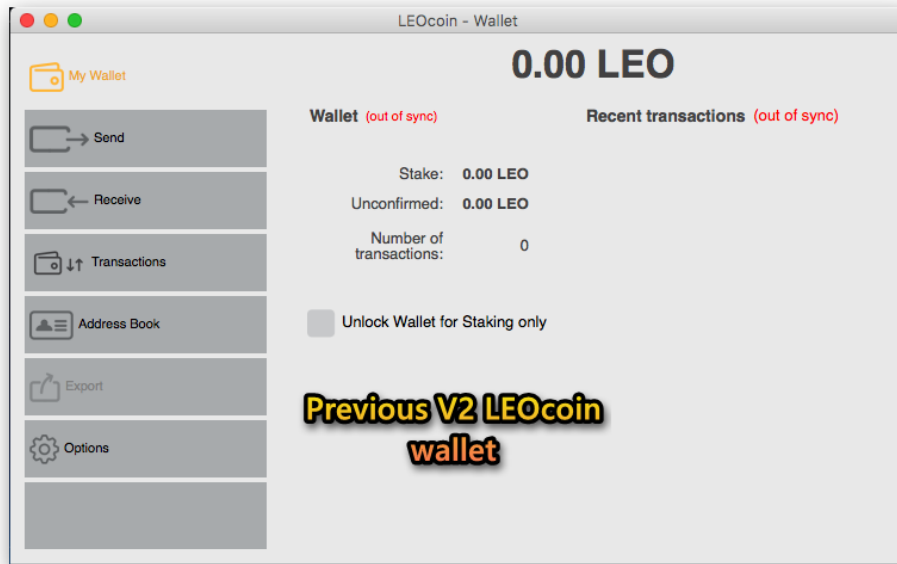 LEOcoin - Wallet
My Wallet
0.00 LEO
Send
Receive
Transactions
Address Book
Export
Options
Wallet (out of sync)
Recent transactions (out of sync)
Stake: 0.00 LEO
Unconfirmed: 0.00 LEO
Number of
transactions: 0
Unlock Wallet for Staking only
Previous V2 LEOcoin
wallet